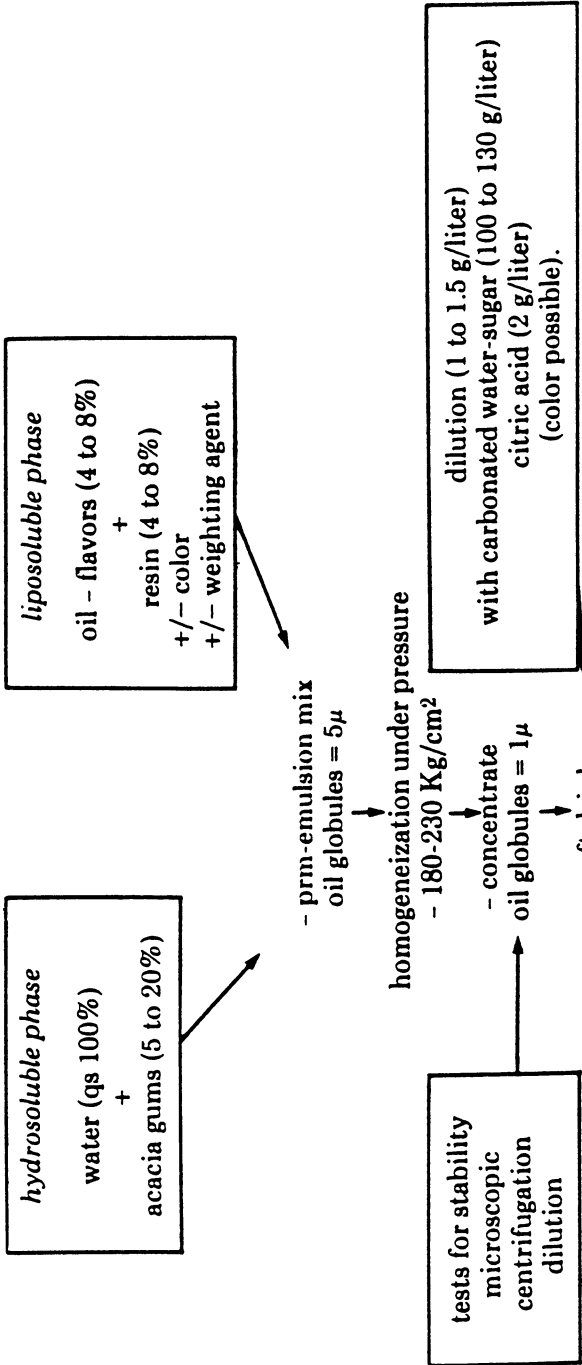 hydrosoluble phase
water (qs 100%)
+
acacia gums (5 to 20%)
liposoluble phase
oil – flavors (4 to 8%)
+
resin (4 to 8%)
+/– color
+/– weighting agent
– prm-emulsion mix
oil globules = 5μ
homogeneization under pressure
– 180-230 Kg/cm²
– concentrate
oil globules = 1μ
tests for stability
microscopic
centrifugation
dilution
dilution (1 to 1.5 g/liter)
with carbonated water-sugar (100 to 130 g/liter)
citric acid (2 g/liter)
(color possible).